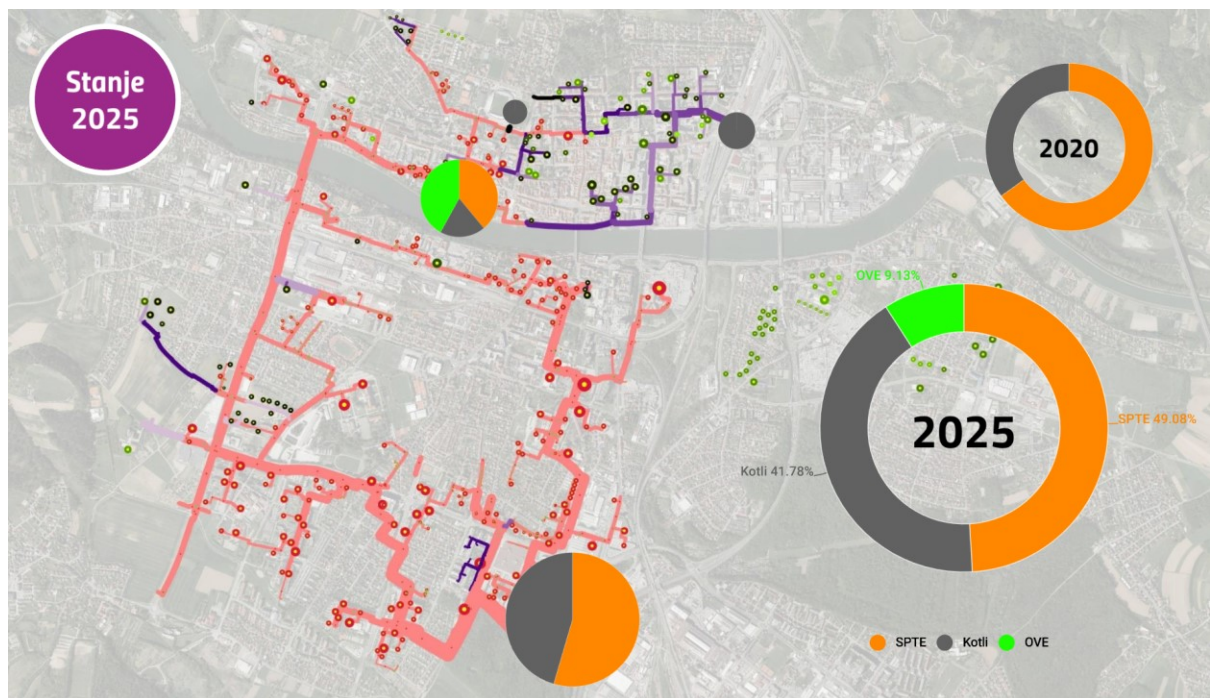 Stanje
2025
2020
OVE 9.13%
2025
SPTE 49.08%
Kotli 41.78%
SPTE
Kotli
OVE